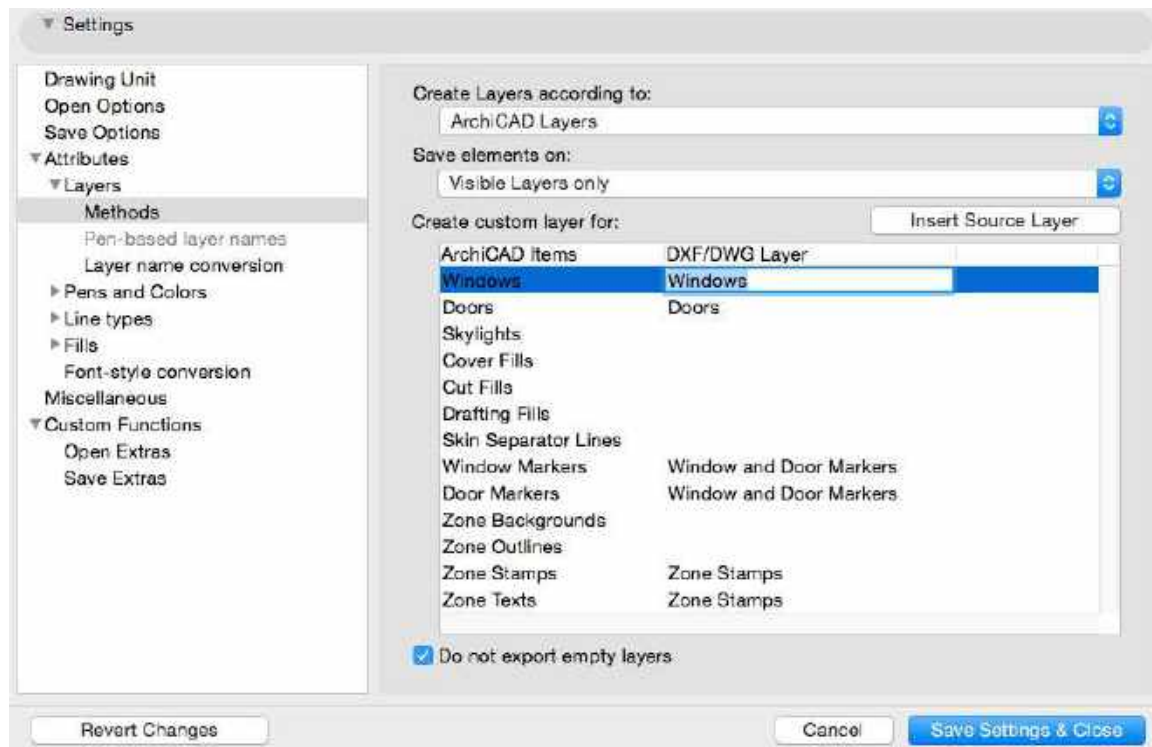 Settings
Drawing Unit
Open Options
Save Options
Attributes
Layers
Methods
Pen-based layer names
Layer name conversion
Pens and Colors
Line types
Fills
Font-style conversion
Miscellaneous
Custom Functions
Open Extras
Save Extras
Create Layers according to:
ArchiCAD Layers
Save elements on:
Visible Layers only
Create custom layer for:
Insert Source Layer
ArchiCAD Items DXF/DWG Layer
Windows Windows
Doors Doors
Skylights
Cover Fills
Cut Fills
Drafting Fills
Skin Separator Lines
Window Markers Window and Door Markers
Door Markers Window and Door Markers
Zone Backgrounds
Zone Outlines
Zone Stamps Zone Stamps
Zone Texts Zone Stamps
Do not export empty layers
Revert Changes Cancel Save Settings & Close